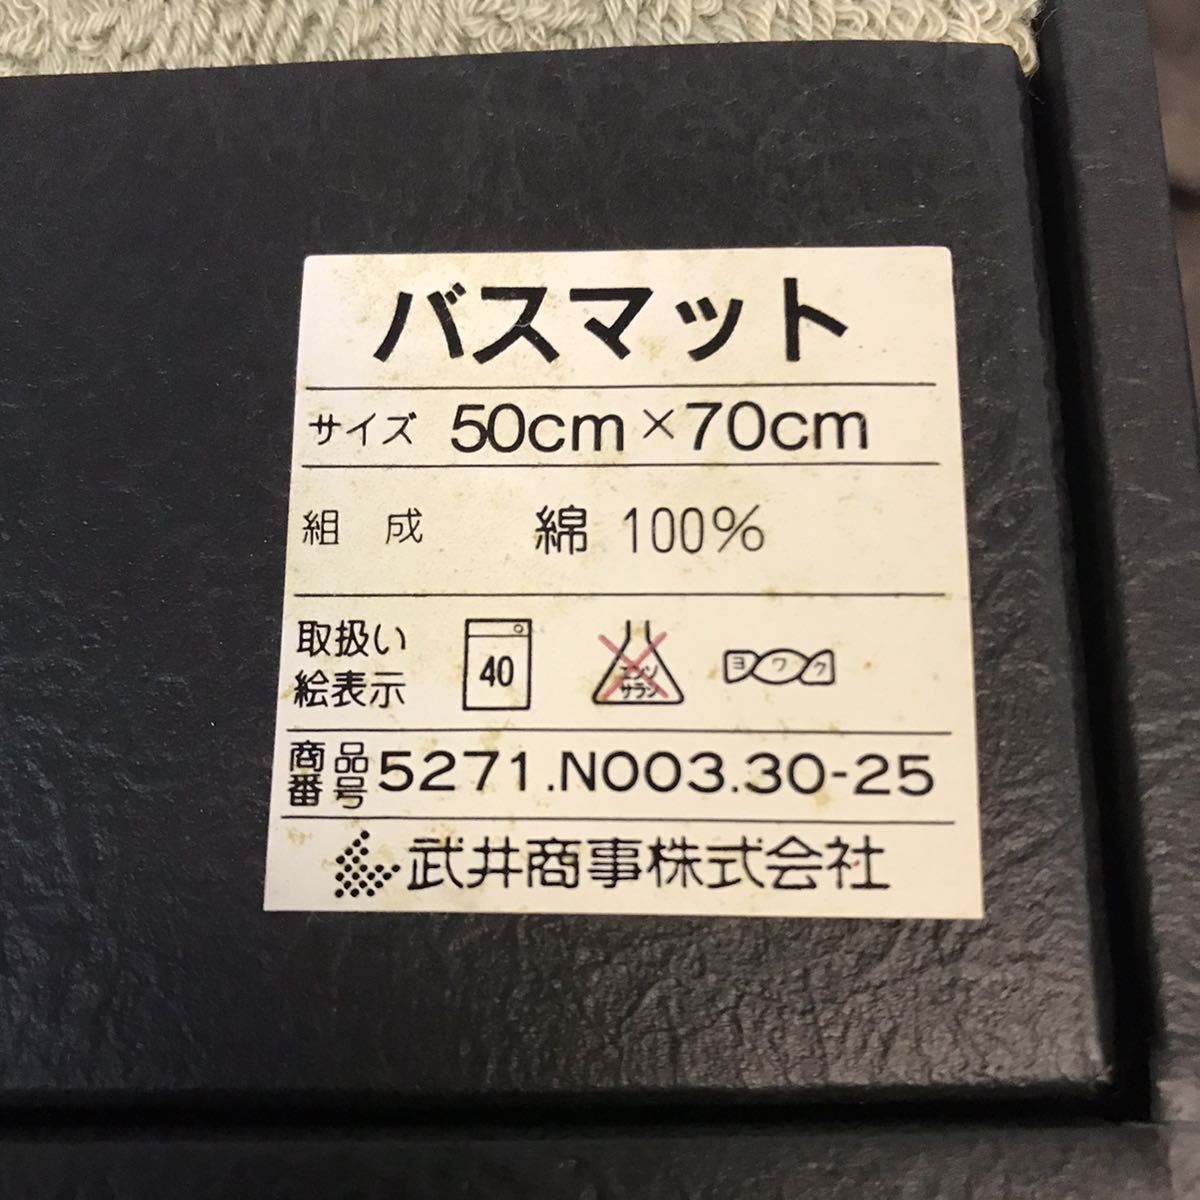 バスマット
サイズ 50cm×70cm
組成 綿 100%
取扱い
絵表示
40
エンソ
サラシ
ヨワク
商品
番号 5271.N003.30-25
武井商事株式会社